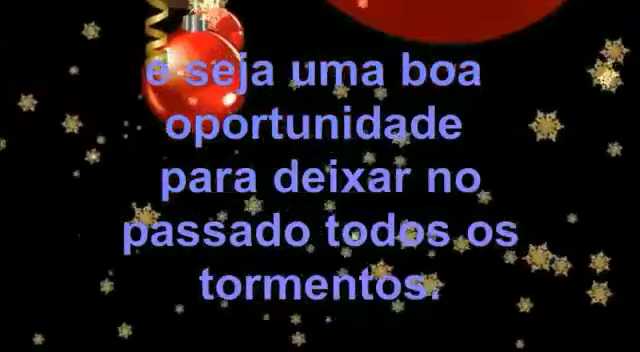 e seja uma boa
oportunidade
para deixar no
passado todos os
tormentos.